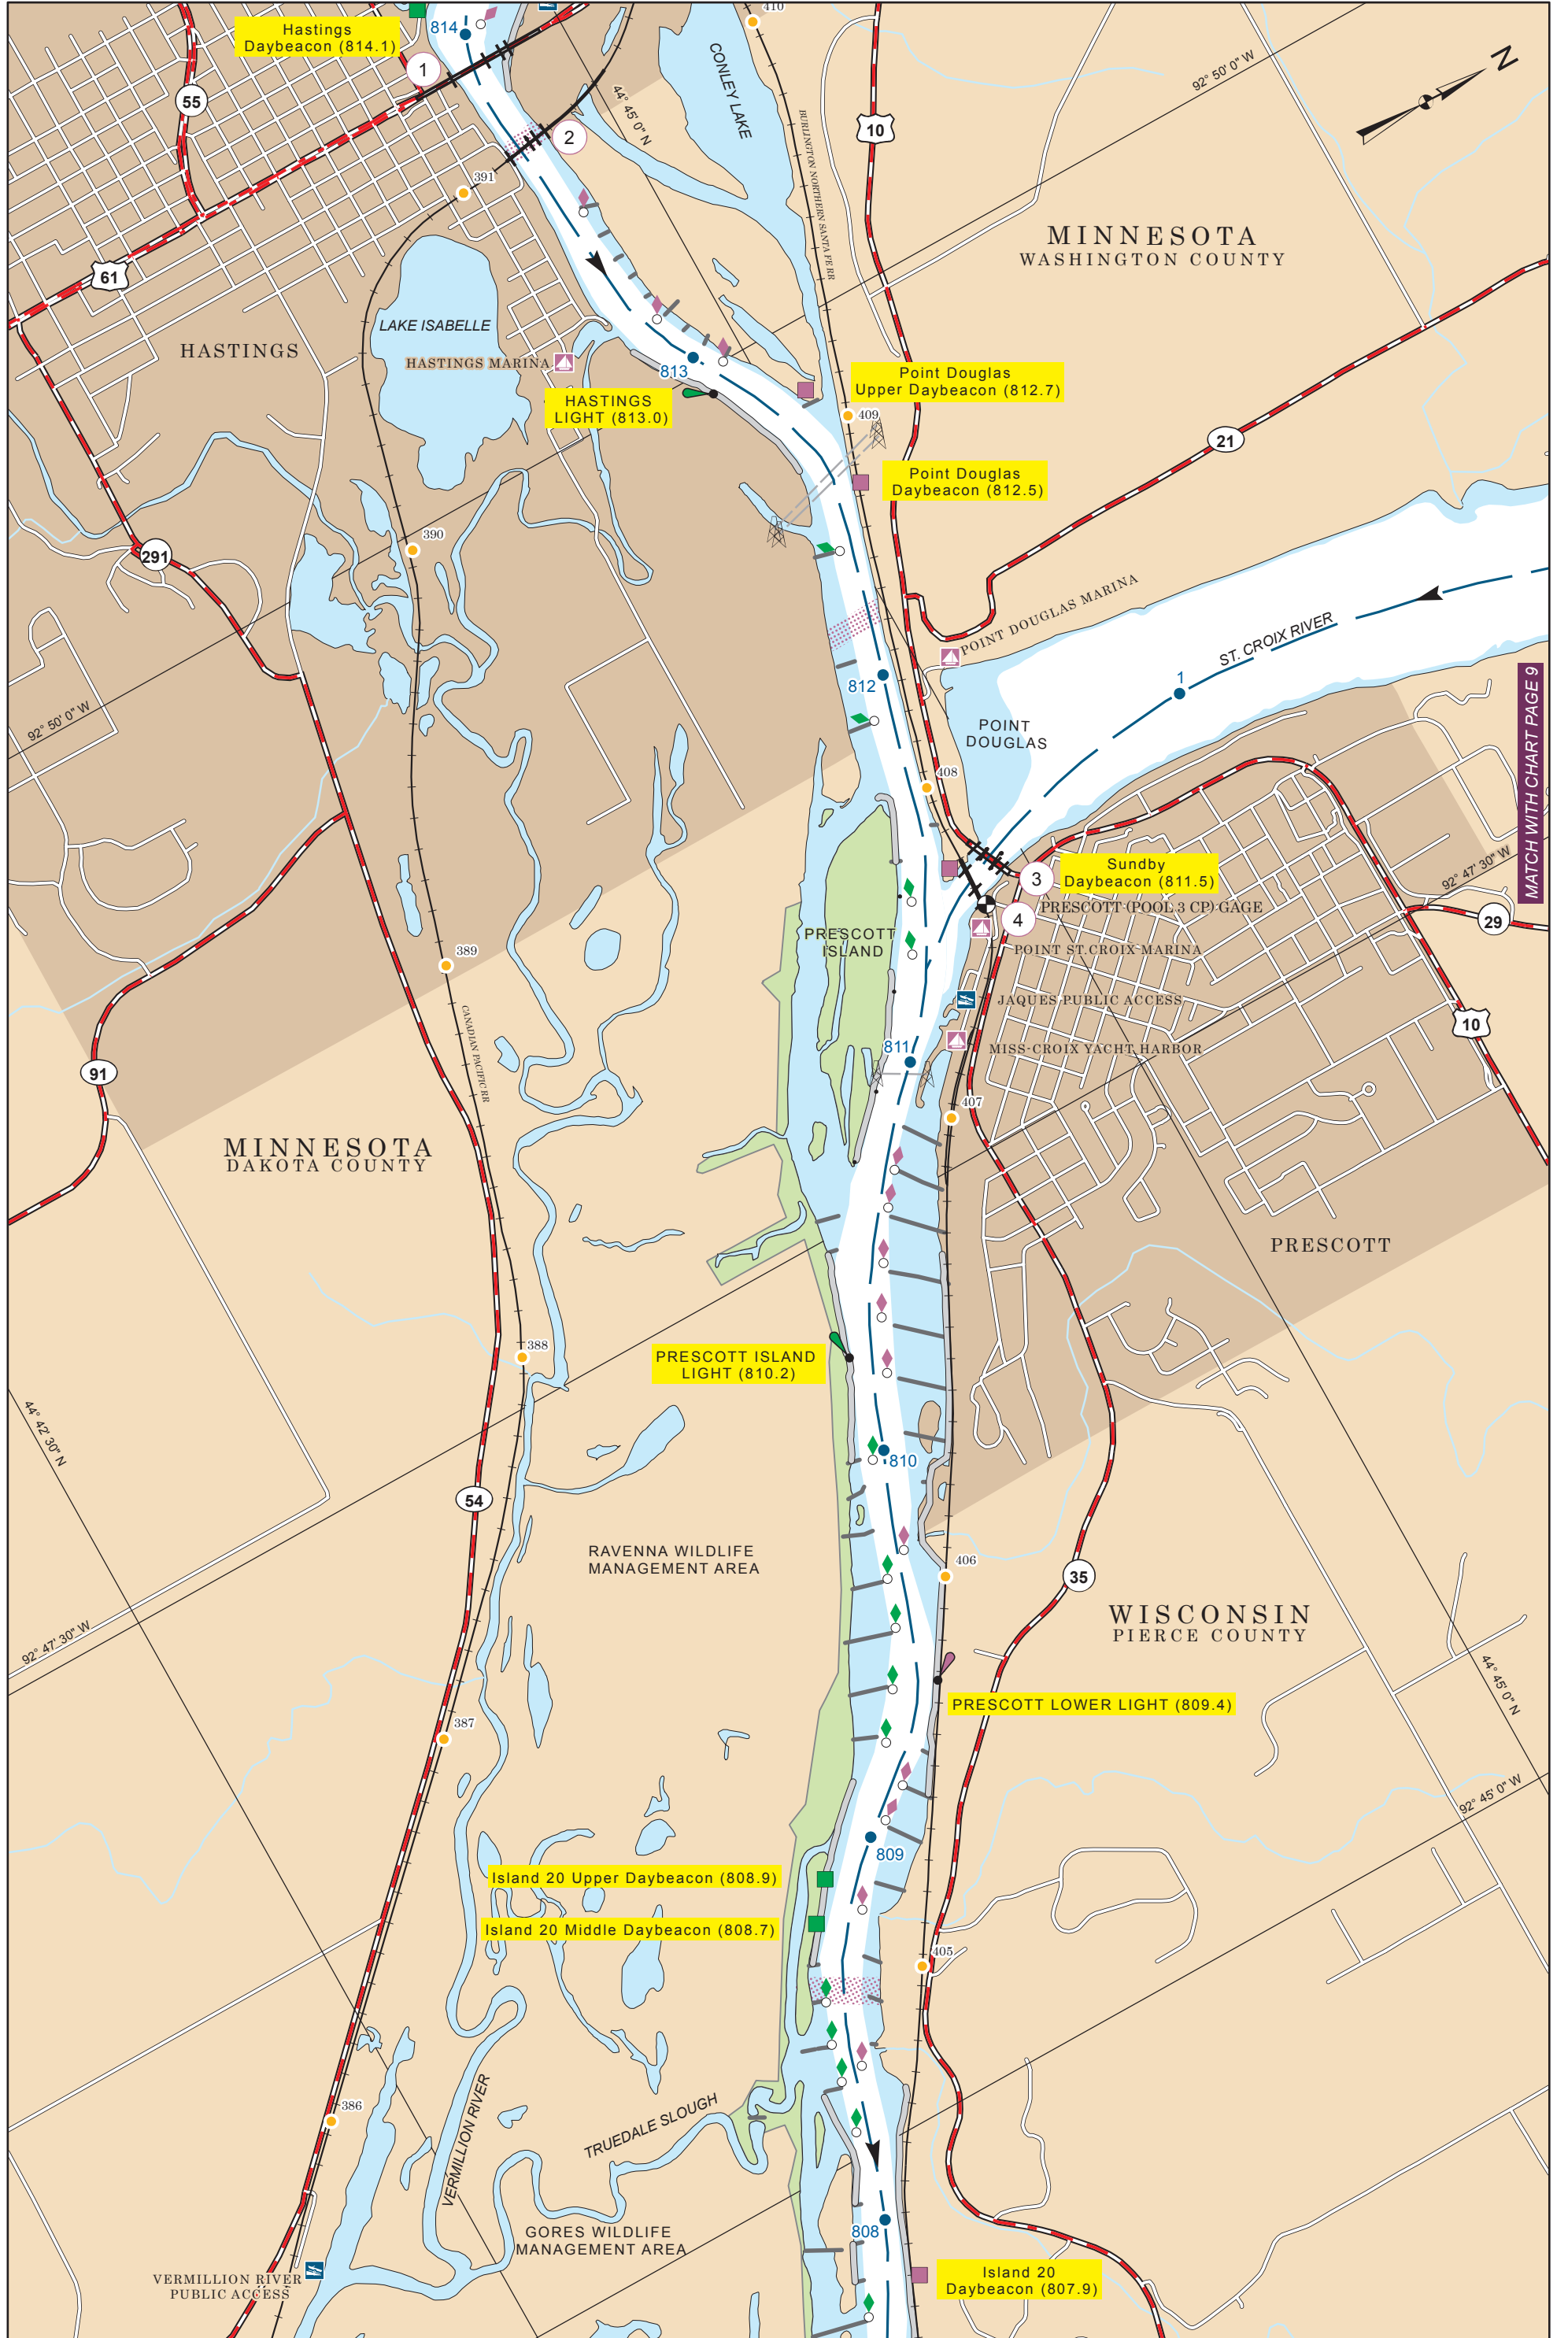 410
814
Hastings
Daybeacon (814.1)
1
55
CONLEY LAKE
44° 45' 0" N
92° 50' 0" W
N
10
2
BURLINGTON NORTHERN SANTA FE RR
391
MINNESOTA
WASHINGTON COUNTY
61
LAKE ISABELLE
HASTINGS
HASTINGS MARINA
813
HASTINGS
LIGHT (813.0)
Point Douglas
Upper Daybeacon (812.7)
409
21
Point Douglas
Daybeacon (812.5)
390
291
POINT DOUGLAS MARINA
ST. CROIX RIVER
1
812
92° 50' 0" W
POINT
DOUGLAS
408
MATCH WITH CHART PAGE 9
Sundby
Daybeacon (811.5)
3
92° 47' 30" W
PRESCOTT (POOL 3 CP) GAGE
4
29
PRESCOTT
ISLAND
POINT ST.CROIX MARINA
389
JAQUES PUBLIC ACCESS
10
811
MISS-CROIX YACHT HARBOR
CANADIAN PACIFIC RR
91
407
MINNESOTA
DAKOTA COUNTY
PRESCOTT
388
PRESCOTT ISLAND
LIGHT (810.2)
44° 42' 30" N
810
54
RAVENNA WILDLIFE
MANAGEMENT AREA
406
35
WISCONSIN
PIERCE COUNTY
92° 47' 30" W
44° 45' 0" N
PRESCOTT LOWER LIGHT (809.4)
387
92° 45' 0" W
809
Island 20 Upper Daybeacon (808.9)
Island 20 Middle Daybeacon (808.7)
405
386
VERMILLION RIVER
TRUEDALE SLOUGH
808
GORES WILDLIFE
MANAGEMENT AREA
VERMILLION RIVER
PUBLIC ACCESS
Island 20
Daybeacon (807.9)